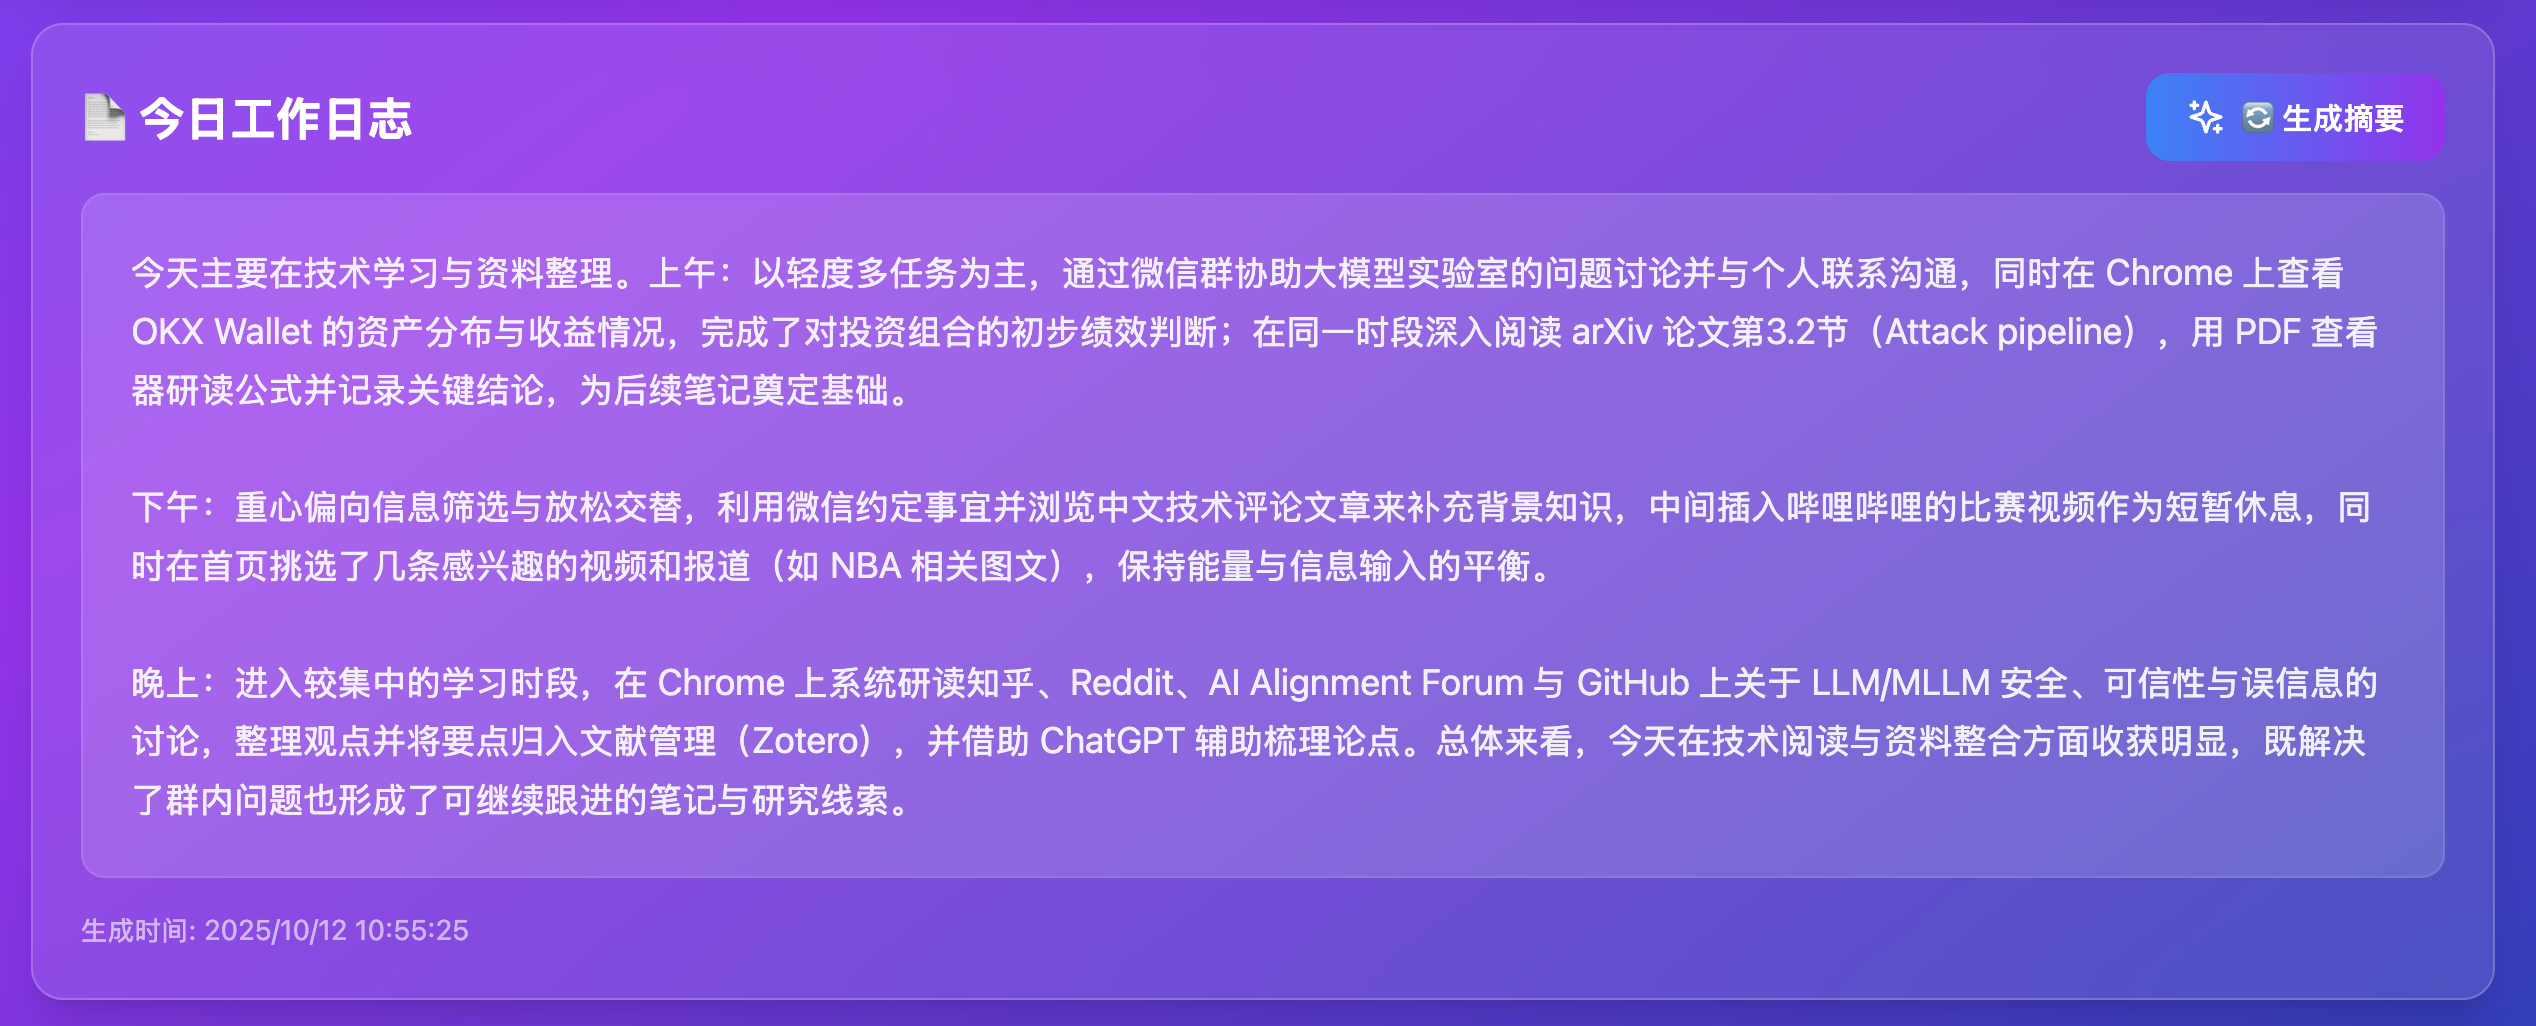 今日工作日志
生成摘要
今天主要在技术学习与资料整理。上午：以轻度多任务为主，通过微信群协助大模型实验室的问题讨论并与个人联系沟通，同时在 Chrome 上查看
OKX Wallet 的资产分布与收益情况，完成了对投资组合的初步绩效判断；在同一时段深入阅读 arXiv 论文第3.2节（Attack pipeline），用 PDF 查看
器研读公式并记录关键结论，为后续笔记奠定基础。
下午：重心偏向信息筛选与放松交替，利用微信约定事宜并浏览中文技术评论文章来补充背景知识，中间插入哔哩哔哩的比赛视频作为短暂休息，同
时在首页挑选了几条感兴趣的视频和报道（如 NBA 相关图文），保持能量与信息输入的平衡。
晚上：进入较集中的学习时段，在 Chrome 上系统研读知乎、Reddit、AI Alignment Forum 与 GitHub 上关于 LLM/MLLM 安全、可信性与误信息的
讨论，整理观点并将要点归入文献管理（Zotero），并借助 ChatGPT 辅助梳理论点。总体来看，今天在技术阅读与资料整合方面收获明显，既解决
了群内问题也形成了可继续跟进的笔记与研究线索。
生成时间: 2025/10/12 10:55:25